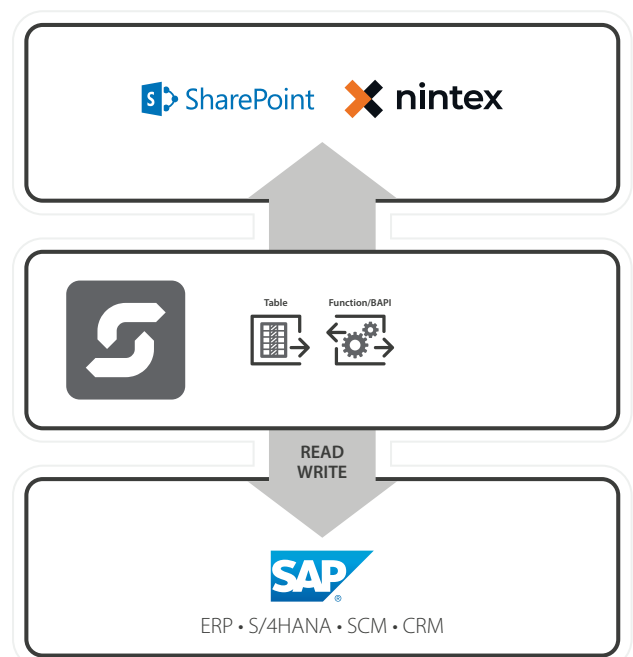 S SharePoint nintex
Table Function/BAPI
READ
WRITE
SAP®
ERP • S/4HANA • SCM • CRM